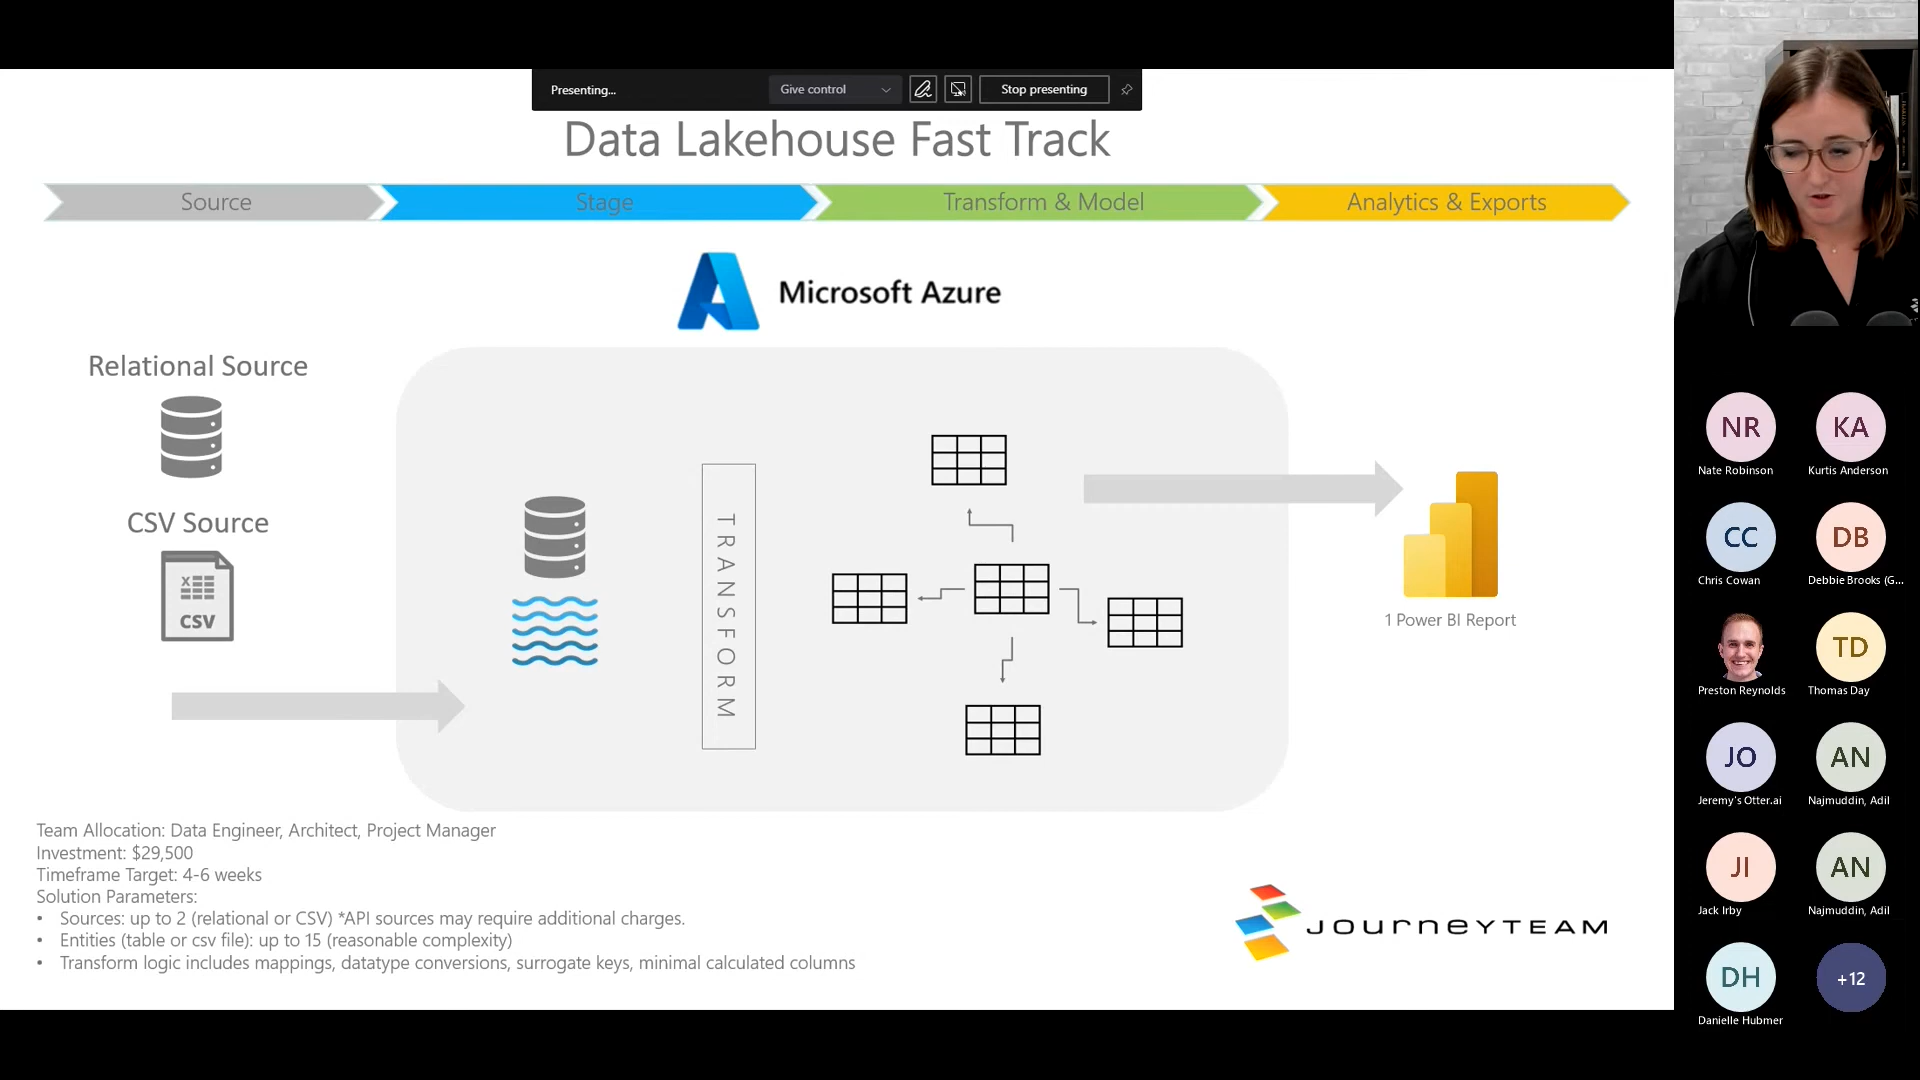 Presenting...
Give control
Stop presenting
Data Lakehouse Fast Track
Source
Stage
Transform & Model
Analytics & Exports
Microsoft Azure
Relational Source
CSV Source
X
CSV
TRANSFORM
1 Power BI Report
Team Allocation: Data Engineer, Architect, Project Manager
Investment: $29,500
Timeframe Target: 4-6 weeks
Solution Parameters:
• Sources: up to 2 (relational or CSV) *API sources may require additional charges.
• Entities (table or csv file): up to 15 (reasonable complexity)
• Transform logic includes mappings, datatype conversions, surrogate keys, minimal calculated columns
JOURNEYTEAM
NR
KA
Nate Robinson
Kurtis Anderson
CC
DB
Chris Cowan
Debbie Brooks (G...
TD
Preston Reynolds
Thomas Day
JO
AN
Jeremy's Otter.ai
Najmuddin, Adil
JI
AN
Jack Irby
Najmuddin, Adil
DH
+12
Danielle Hubmer